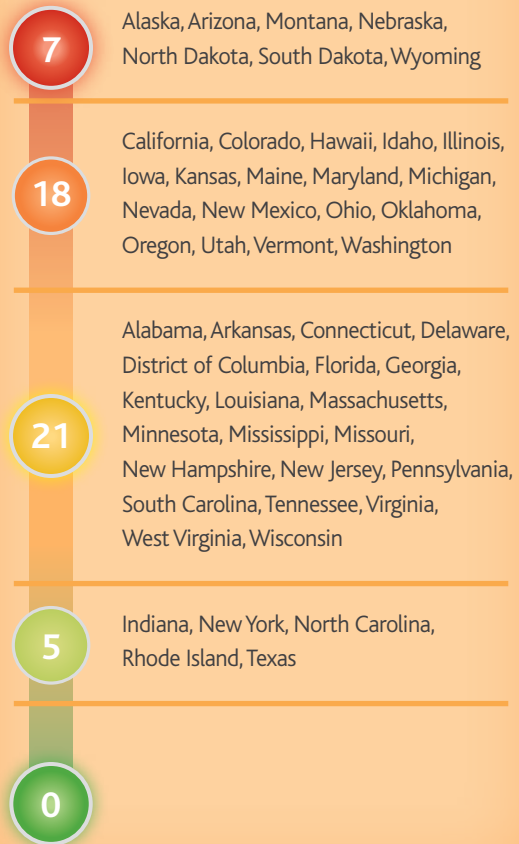 7
Alaska, Arizona, Montana, Nebraska,
North Dakota, South Dakota, Wyoming
18
California, Colorado, Hawaii, Idaho, Illinois,
Iowa, Kansas, Maine, Maryland, Michigan,
Nevada, New Mexico, Ohio, Oklahoma,
Oregon, Utah, Vermont, Washington
21
Alabama, Arkansas, Connecticut, Delaware,
District of Columbia, Florida, Georgia,
Kentucky, Louisiana, Massachusetts,
Minnesota, Mississippi, Missouri,
New Hampshire, New Jersey, Pennsylvania,
South Carolina, Tennessee, Virginia,
West Virginia, Wisconsin
5
Indiana, New York, North Carolina,
Rhode Island, Texas
0